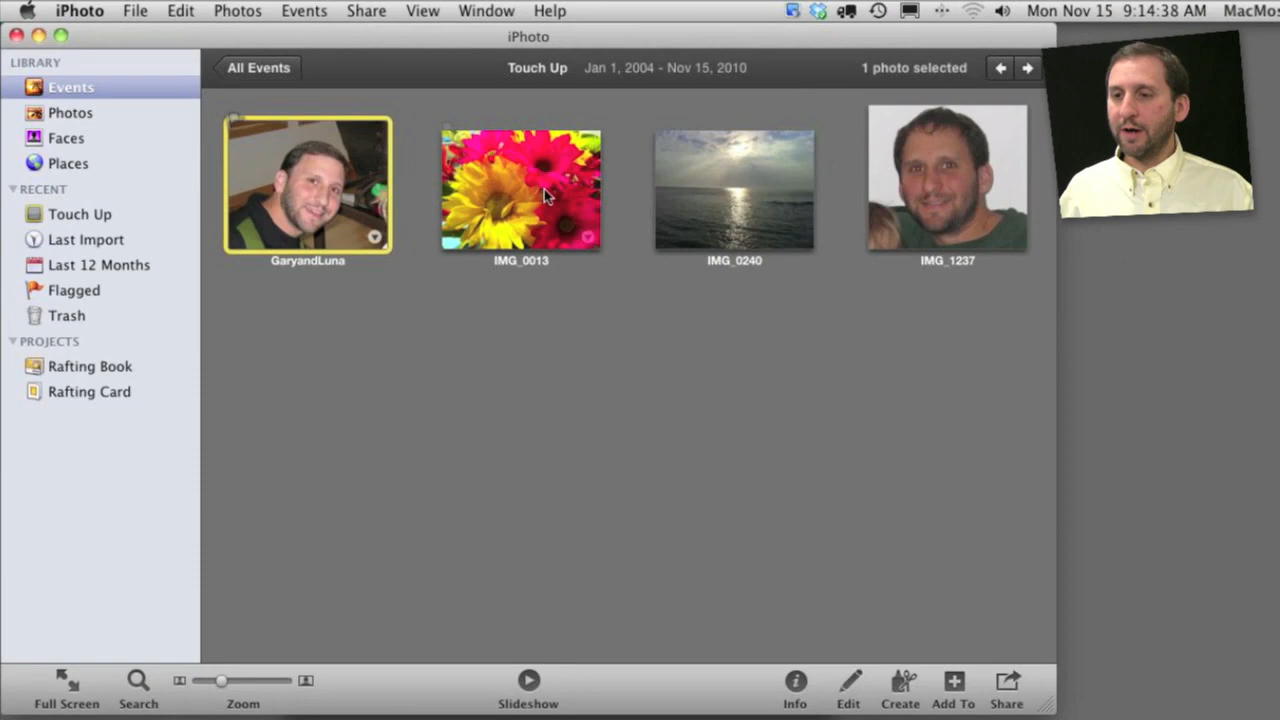 iPhoto File Edit Photos Events Share View Window Help Mon Nov 15 9:14:38 AM
iPhoto
LIBRARY
Events
Photos
Faces
Places
RECENT
Touch Up
Last Import
Last 12 Months
Flagged
Trash
PROJECTS
Rafting Book
Rafting Card
All Events Touch Up Jan 1, 2004 - Nov 15, 2010 1 photo selected
GaryandLuna IMG_0013 IMG_0240 IMG_1237
Full Screen Search Zoom Slideshow Info Edit Create Add To Share